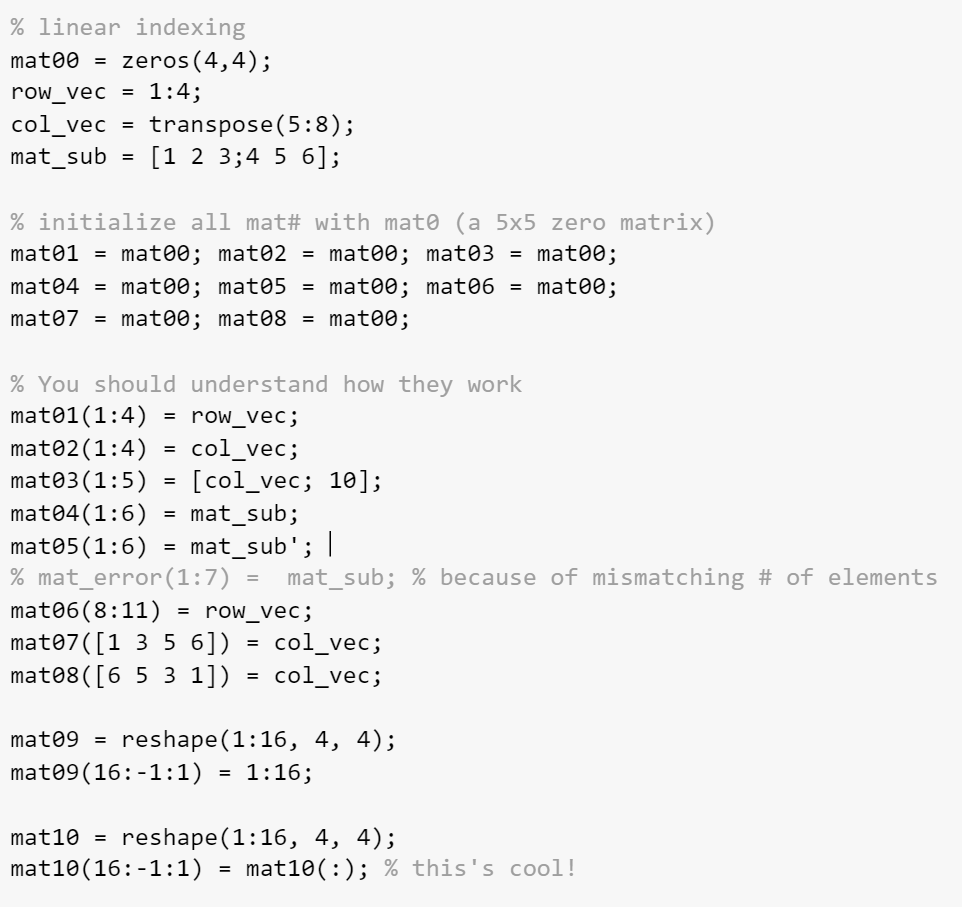 % linear indexing
mat00 = zeros(4,4);
row_vec = 1:4;
col_vec = transpose(5:8);
mat_sub = [1 2 3;4 5 6];

% initialize all mat# with mat0 (a 5x5 zero matrix)
mat01 = mat00; mat02 = mat00; mat03 = mat00;
mat04 = mat00; mat05 = mat00; mat06 = mat00;
mat07 = mat00; mat08 = mat00;

% You should understand how they work
mat01(1:4) = row_vec;
mat02(1:4) = col_vec;
mat03(1:5) = [col_vec; 10];
mat04(1:6) = mat_sub;
mat05(1:6) = mat_sub';
% mat_error(1:7) =  mat_sub; % because of mismatching # of elements
mat06(8:11) = row_vec;
mat07([1 3 5 6]) = col_vec;
mat08([6 5 3 1]) = col_vec;

mat09 = reshape(1:16, 4, 4);
mat09(16:-1:1) = 1:16;

mat10 = reshape(1:16, 4, 4);
mat10(16:-1:1) = mat10(:); % this's cool!